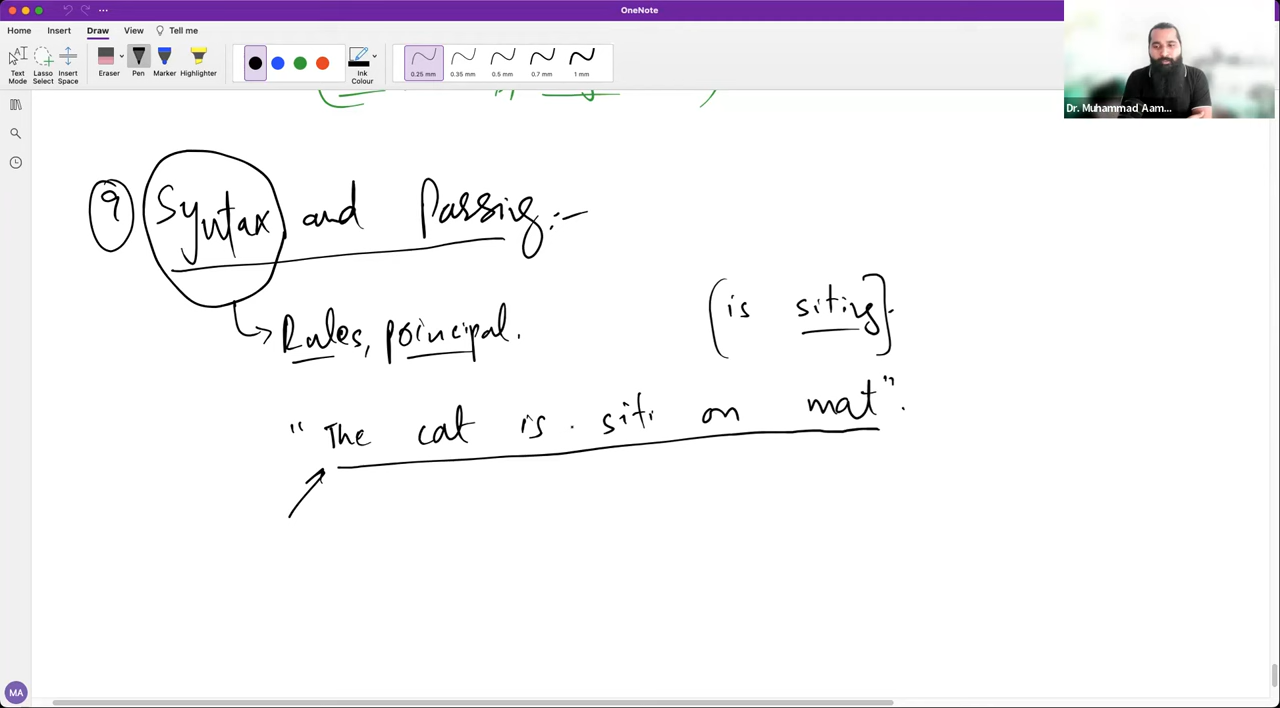 OneNote
Home Insert Draw View Tell me
Text Mode Lasso Select Insert Space Eraser Pen Marker Highlighter Ink Colour 0.25 mm 0.35 mm 0.5 mm 0.7 mm 1 mm
Dr. Muhammad Aam...
9 Syntax and Passing :-
(is siting].
Rules, poincipal.
"The cat is . siti on mat".
MA